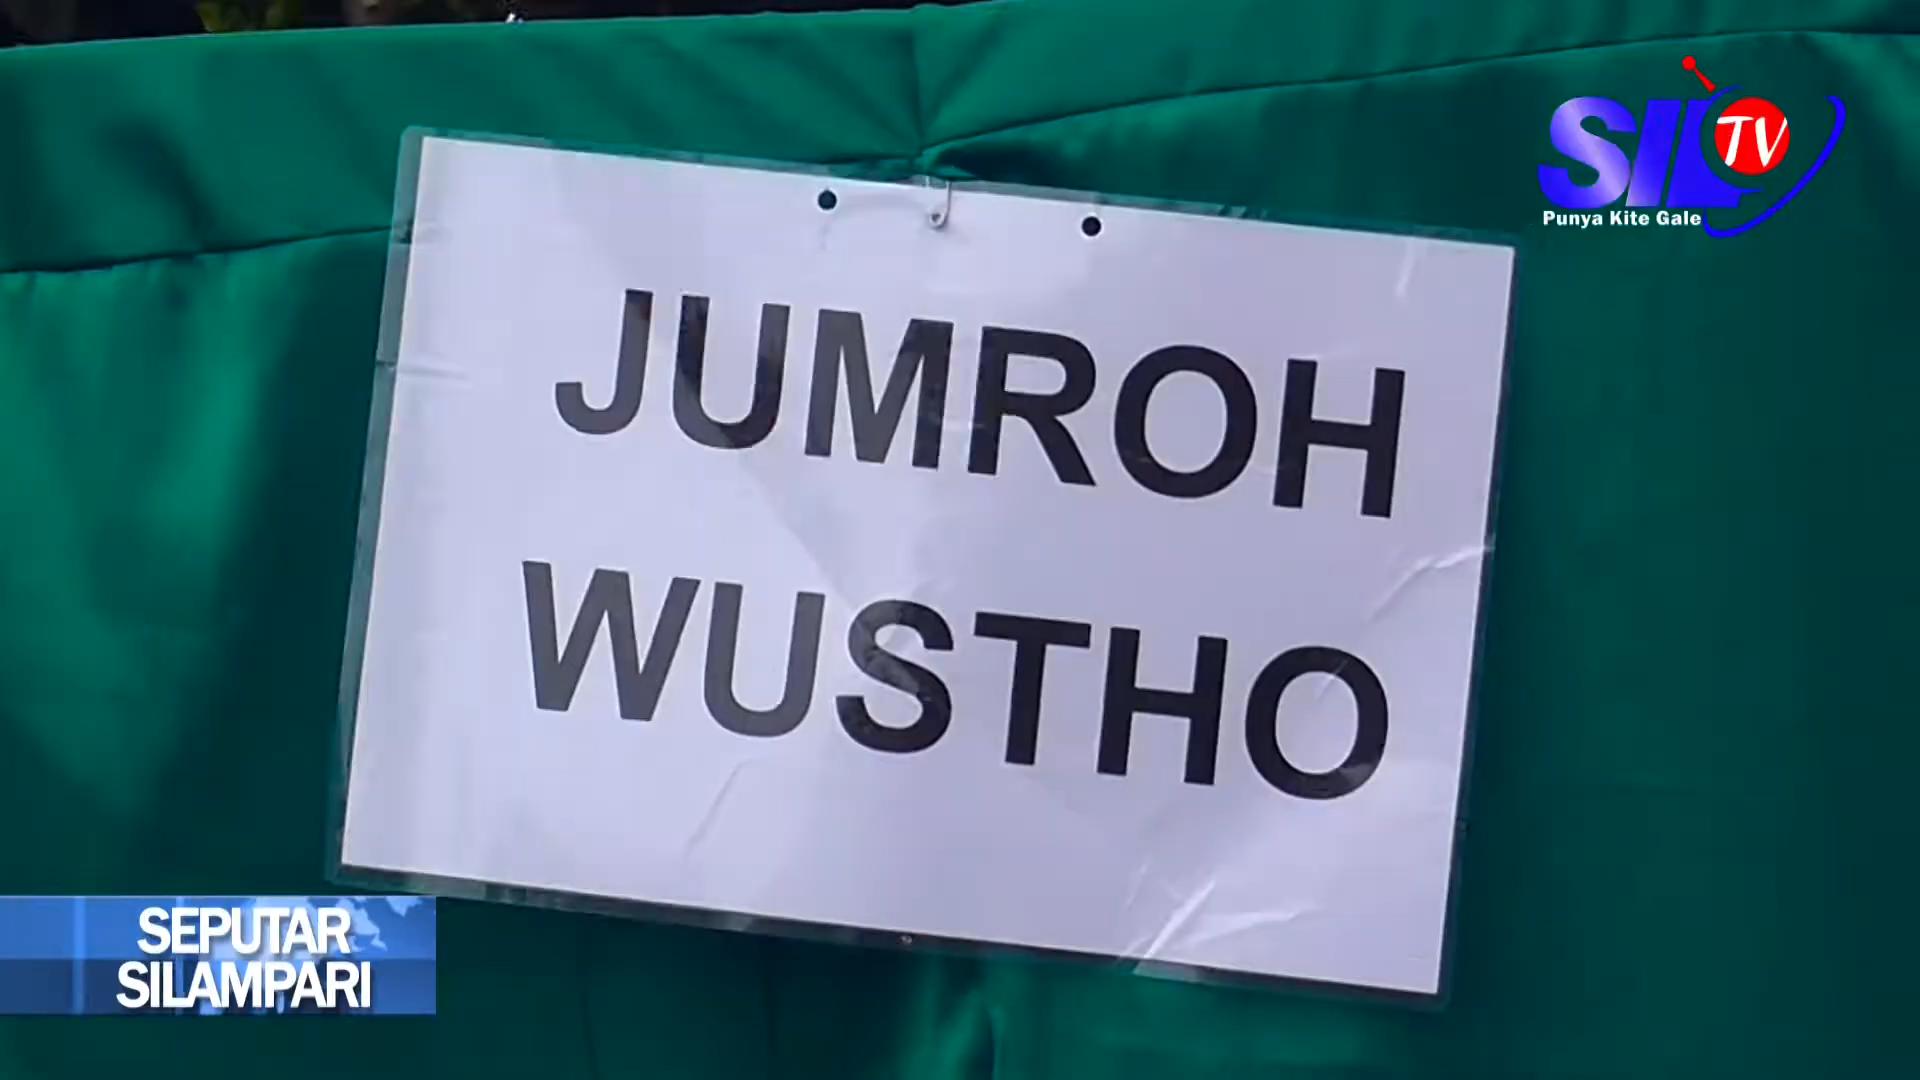 SIL TV
Punya Kite Gale
JUMROH
WUSTHO
SEPUTAR
SILAMPARI